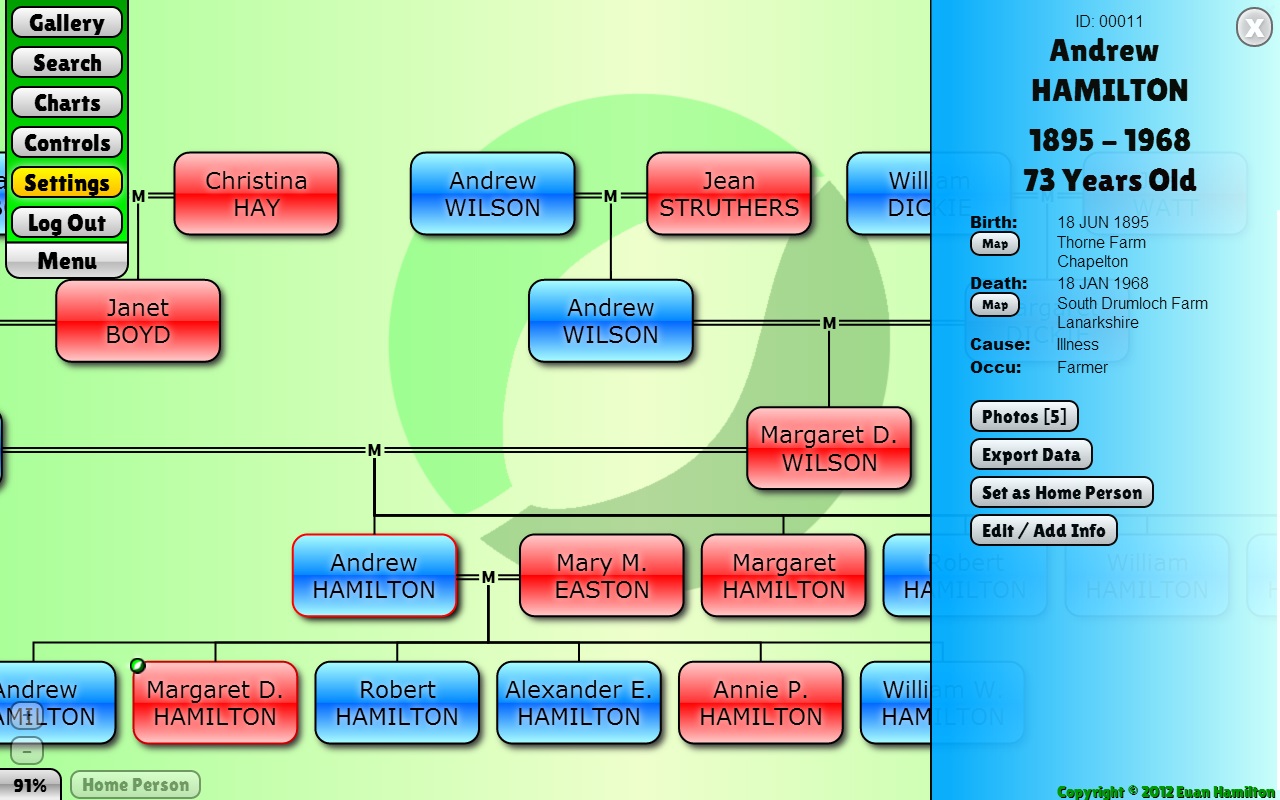 Gallery
Search
Charts
Controls
Settings
Log Out
Menu
Christina
HAY
Andrew
WILSON
Jean
STRUTHERS
William
DICKIE
WATT
M
M
M
Janet
BOYD
Andrew
WILSON
M
DICKIE
M
Margaret D.
WILSON
Andrew
HAMILTON
M
Mary M.
EASTON
Margaret
HAMILTON
Robert
HAMILTON
William
HAMILTON
Andrew
HAMILTON
Margaret D.
HAMILTON
Robert
HAMILTON
Alexander E.
HAMILTON
Annie P.
HAMILTON
William W.
HAMILTON
+
–
91%
Home Person
ID: 00011
X
Andrew
HAMILTON
1895 – 1968
73 Years Old
Birth: 18 JUN 1895
Map Thorne Farm
Chapelton
Death: 18 JAN 1968
Map South Drumloch Farm
Lanarkshire
Cause: Illness
Occu: Farmer
Photos [5]
Export Data
Set as Home Person
Edit / Add Info
Copyright © 2012 Euan Hamilton